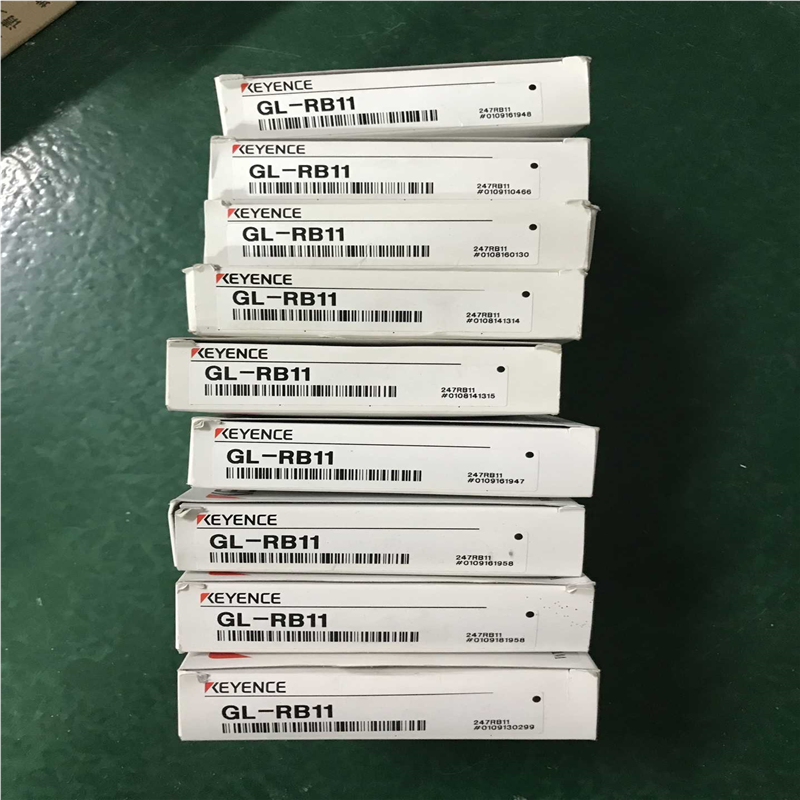 KEYENCE
GL-RB11
247RB11
#0109161948
KEYENCE
GL-RB11
247RB11
#0109110466
KEYENCE
GL-RB11
247RB11
#0108160130
KEYENCE
GL-RB11
247RB11
#0108141314
KEYENCE
GL-RB11
247RB11
#0108141315
KEYENCE
GL-RB11
247RB11
#0109161947
KEYENCE
GL-RB11
247RB11
#0109161958
KEYENCE
GL-RB11
247RB11
KEYENCE
GL-RB11
247RB11
#0109130299